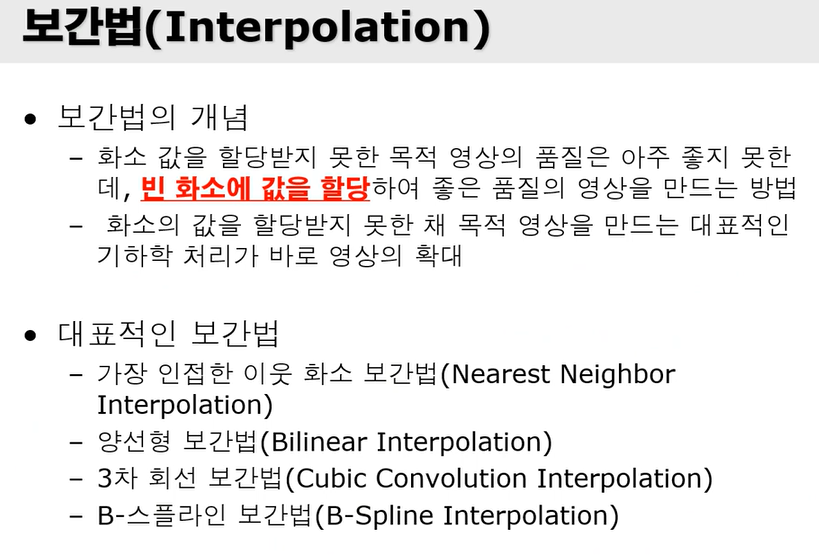 보간법(Interpolation)
• 보간법의 개념
– 화소 값을 할당받지 못한 목적 영상의 품질은 아주 좋지 못한
데, 빈 화소에 값을 할당하여 좋은 품질의 영상을 만드는 방법
– 화소의 값을 할당받지 못한 채 목적 영상을 만드는 대표적인
기하학 처리가 바로 영상의 확대
• 대표적인 보간법
– 가장 인접한 이웃 화소 보간법(Nearest Neighbor
Interpolation)
– 양선형 보간법(Bilinear Interpolation)
– 3차 회선 보간법(Cubic Convolution Interpolation)
– B-스플라인 보간법(B-Spline Interpolation)